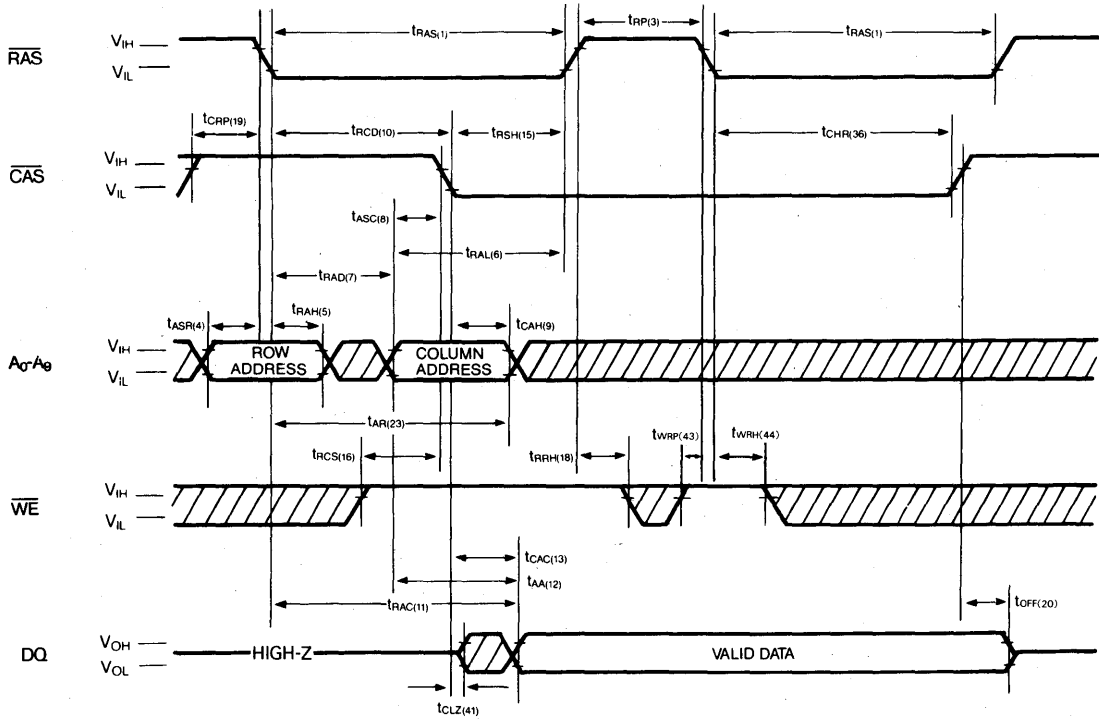 tRAS(1) tRP(3) tRAS(1)
RAS VIH
VIL
tCRP(19) tRCD(10) tRSH(15) tCHR(36)
CAS VIH
VIL
tASC(8)
tRAL(6)
tRAD(7)
tASR(4) tRAH(5) tCAH(9)
A0-A9 VIH
VIL
ROW ADDRESS
COLUMN ADDRESS
tAR(23)
tRCS(16) tRRH(18) tWRP(43) tWRH(44)
WE VIH
VIL
tCAC(13)
tAA(12)
tRAC(11) tOFF(20)
DQ VOH
VOL
HIGH-Z VALID DATA
tCLZ(41)